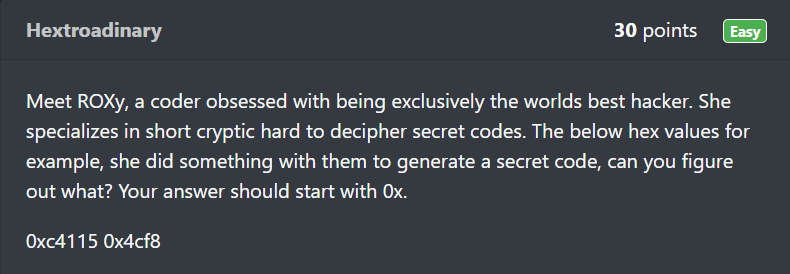 Hextroadinary 30 points Easy
Meet ROXy, a coder obsessed with being exclusively the worlds best hacker. She
specializes in short cryptic hard to decipher secret codes. The below hex values for
example, she did something with them to generate a secret code, can you figure
out what? Your answer should start with 0x.
0xc4115 0x4cf8